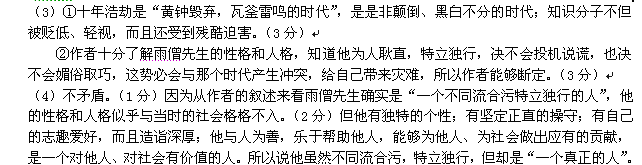 （3）①十年浩劫是“黄钟毁弃，瓦釜雷鸣的时代”，是是非颠倒、黑白不分的时代；知识分子不但
被贬低、轻视，而且还受到残酷迫害。（3分）↵
②作者十分了解雨僧先生的性格和人格，知道他为人耿直，特立独行，决不会投机说谎，也决
不会媚俗取巧，这势必会与那个时代产生冲突，给自己带来灾难，所以作者能够断定。（3分）↵
（4）不矛盾。（1分）因为从作者的叙述来看雨僧先生确实是“一个不同流合污特立独行的人”，他
的性格和人格似乎与当时的社会格格不入。（2分）但他有独特的个性；有坚定正直的操守；有自己
的志趣爱好，而且造诣深厚；他与人为善，乐于帮助他人，能够为他人、为社会做出应有的贡献，
是一个对他人、对社会有价值的人。所以说他虽然不同流合污，特立独行，但却是“一个真正的人”。